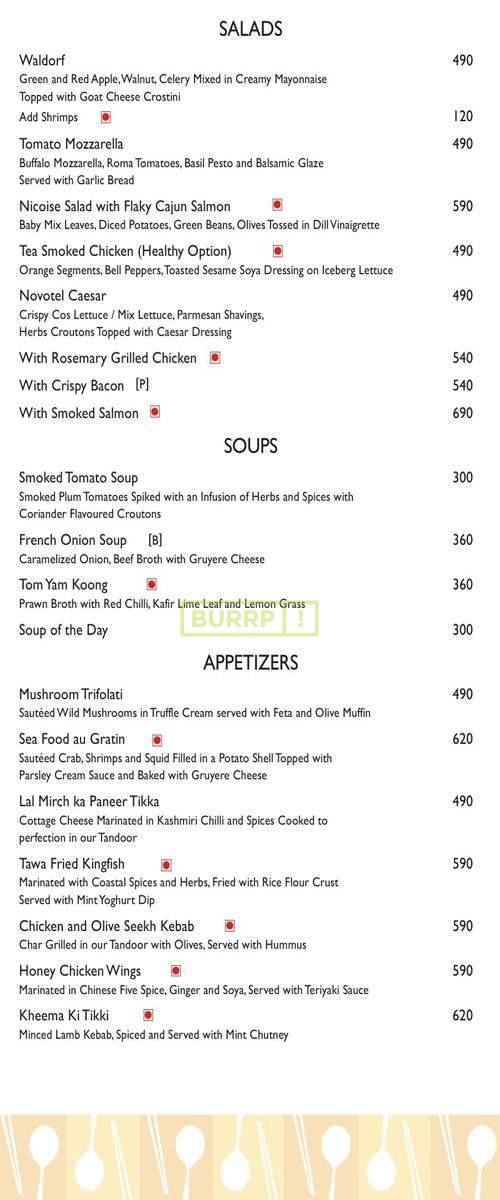 SALADS
Waldorf 490
Green and Red Apple, Walnut, Celery Mixed in Creamy Mayonnaise
Topped with Goat Cheese Crostini
Add Shrimps 120
Tomato Mozzarella 490
Buffalo Mozzarella, Roma Tomatoes, Basil Pesto and Balsamic Glaze
Served with Garlic Bread
Nicoise Salad with Flaky Cajun Salmon 590
Baby Mix Leaves, Diced Potatoes, Green Beans, Olives Tossed in Dill Vinaigrette
Tea Smoked Chicken (Healthy Option) 490
Orange Segments, Bell Peppers, Toasted Sesame Soya Dressing on Iceberg Lettuce
Novotel Caesar 490
Crispy Cos Lettuce / Mix Lettuce, Parmesan Shavings,
Herbs Croutons Topped with Caesar Dressing
With Rosemary Grilled Chicken 540
With Crispy Bacon [P] 540
With Smoked Salmon 690
SOUPS
Smoked Tomato Soup 300
Smoked Plum Tomatoes Spiked with an Infusion of Herbs and Spices with
Coriander Flavoured Croutons
French Onion Soup [B] 360
Caramelized Onion, Beef Broth with Gruyere Cheese
Tom Yam Koong 360
Prawn Broth with Red Chilli, Kafir Lime Leaf and Lemon Grass
BURRP !
Soup of the Day 300
APPETIZERS
Mushroom Trifolati 490
Sautéed Wild Mushrooms in Truffle Cream served with Feta and Olive Muffin
Sea Food au Gratin 620
Sautéed Crab, Shrimps and Squid Filled in a Potato Shell Topped with
Parsley Cream Sauce and Baked with Gruyere Cheese
Lal Mirch ka Paneer Tikka 490
Cottage Cheese Marinated in Kashmiri Chilli and Spices Cooked to
perfection in our Tandoor
Tawa Fried Kingfish 590
Marinated with Coastal Spices and Herbs, Fried with Rice Flour Crust
Served with Mint Yoghurt Dip
Chicken and Olive Seekh Kebab 590
Char Grilled in our Tandoor with Olives, Served with Hummus
Honey Chicken Wings 590
Marinated in Chinese Five Spice, Ginger and Soya, Served with Teriyaki Sauce
Kheema Ki Tikki 620
Minced Lamb Kebab, Spiced and Served with Mint Chutney